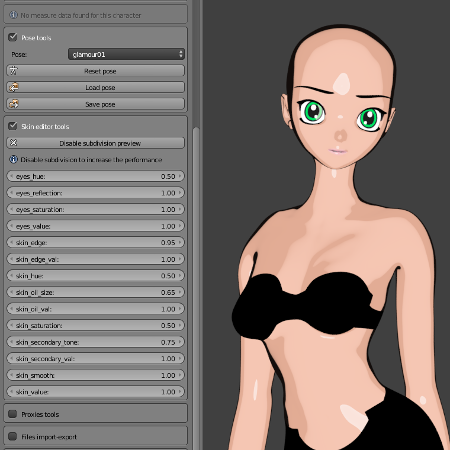 No measure data found for this character
Pose tools
Pose: glamour01
Reset pose
Load pose
Save pose
Skin editor tools
Disable subdivision preview
Disable subdivision to increase the performance
eyes_hue: 0.50
eyes_reflection: 1.00
eyes_saturation: 1.00
eyes_value: 1.00
skin_edge: 0.95
skin_edge_val: 1.00
skin_hue: 0.50
skin_oil_size: 0.65
skin_oil_val: 1.00
skin_saturation: 0.50
skin_secondary_tone: 0.75
skin_secondary_val: 1.00
skin_smooth: 1.00
skin_value: 1.00
Proxies tools
Files import-export